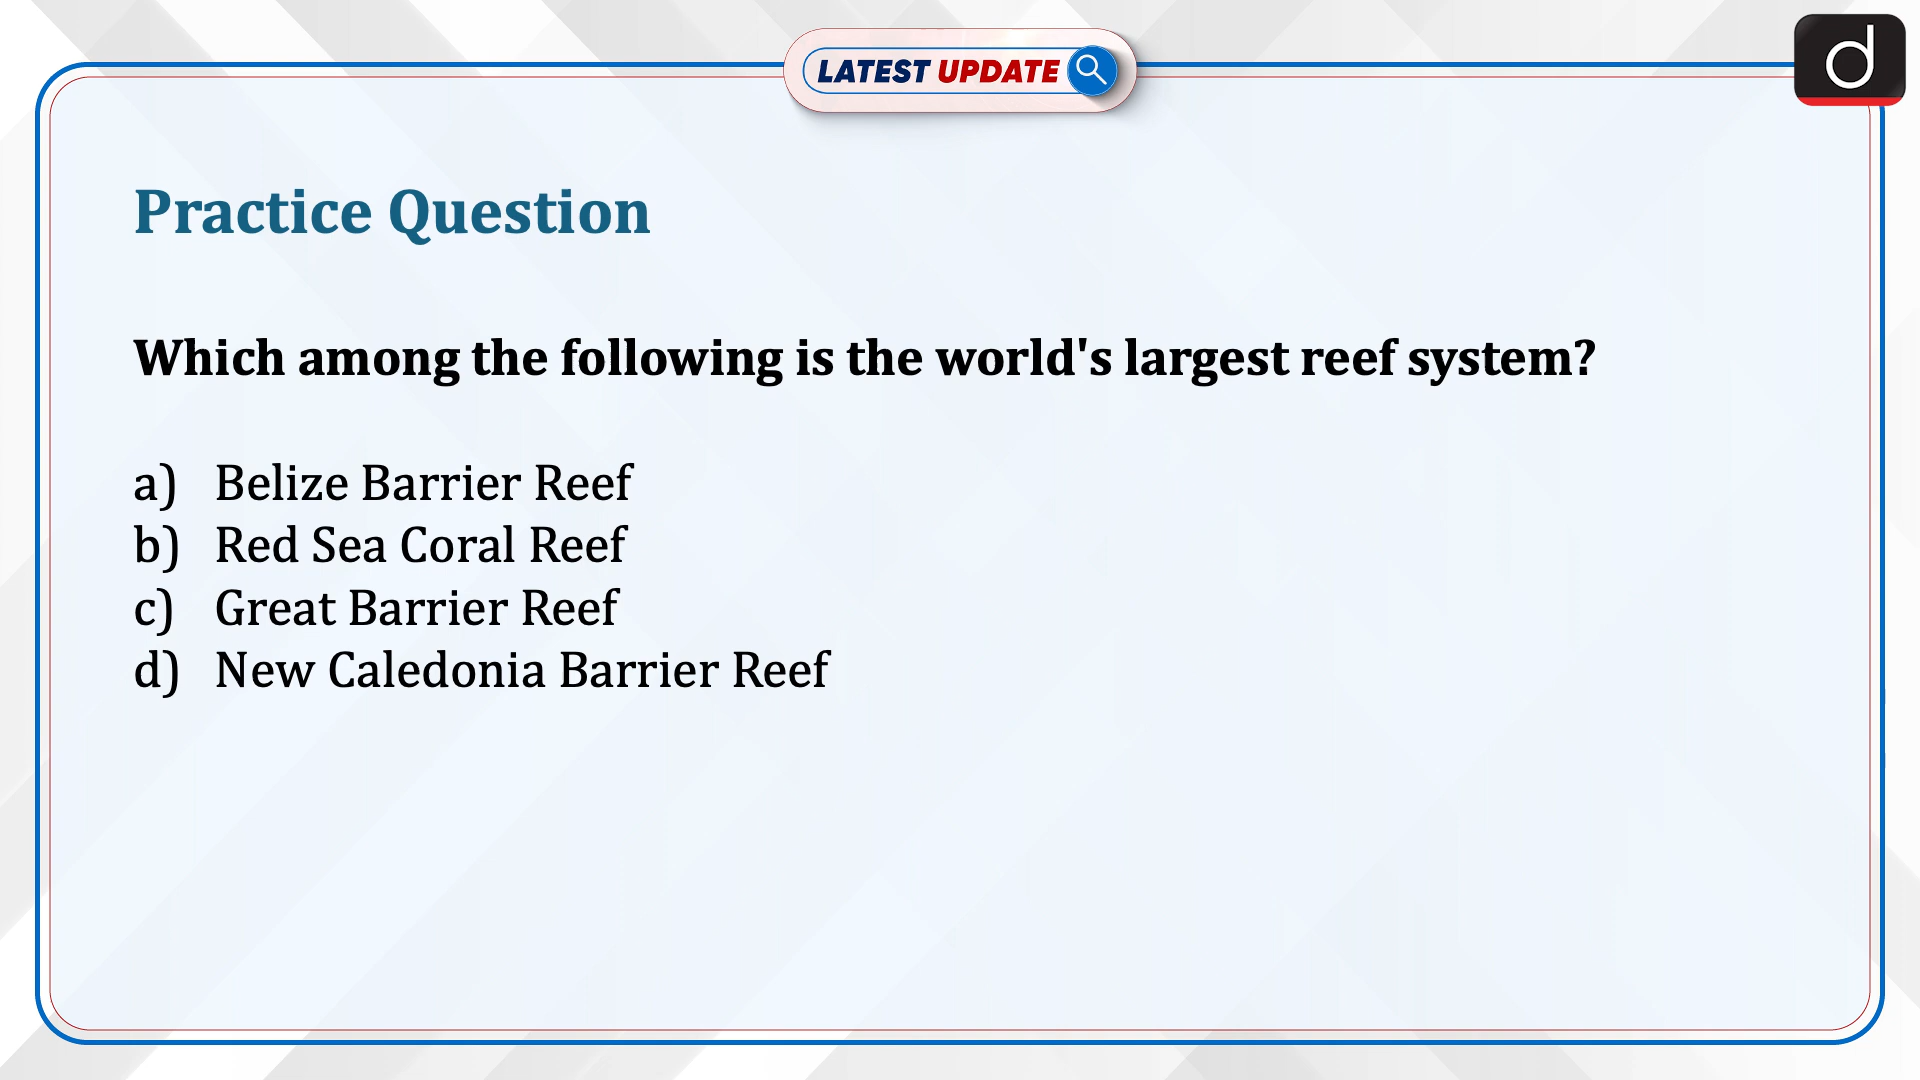 LATEST UPDATE
d
Practice Question
Which among the following is the world's largest reef system?
a) Belize Barrier Reef
b) Red Sea Coral Reef
c) Great Barrier Reef
d) New Caledonia Barrier Reef